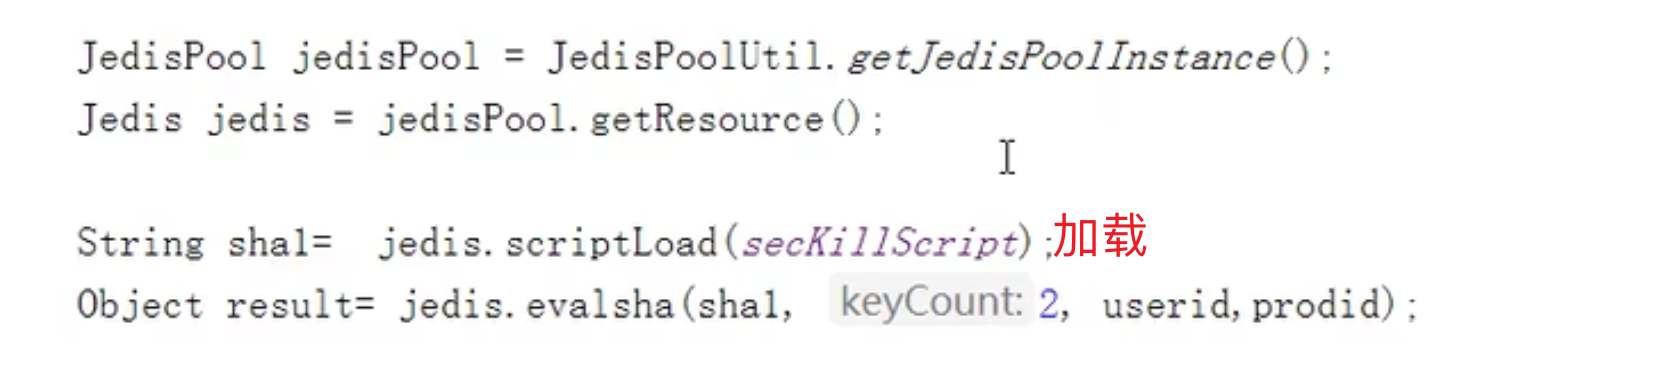 JedisPool jedisPool = JedisPoolUtil.getJedisPoolInstance();
Jedis jedis = jedisPool.getResource();
String sha1=  jedis.scriptLoad(secKillScript);加载
Object result= jedis.evalsha(sha1, keyCount: 2, userid,prodid);